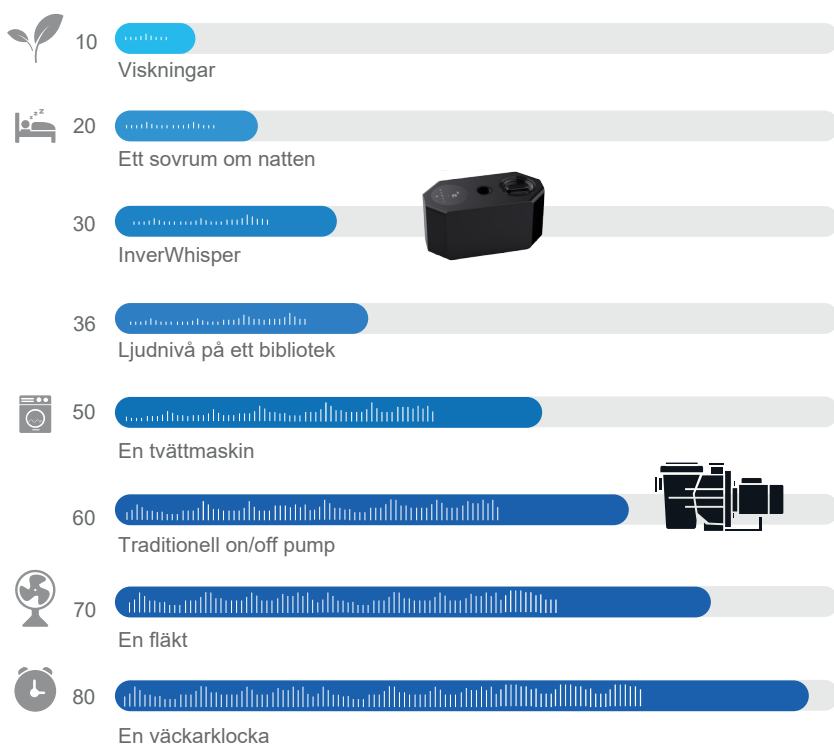 10
Viskningar
20
Ett sovrum om natten
30
InverWhisper
36
Ljudnivå på ett bibliotek
50
En tvättmaskin
60
Traditionell on/off pump
70
En fläkt
80
En väckarklocka